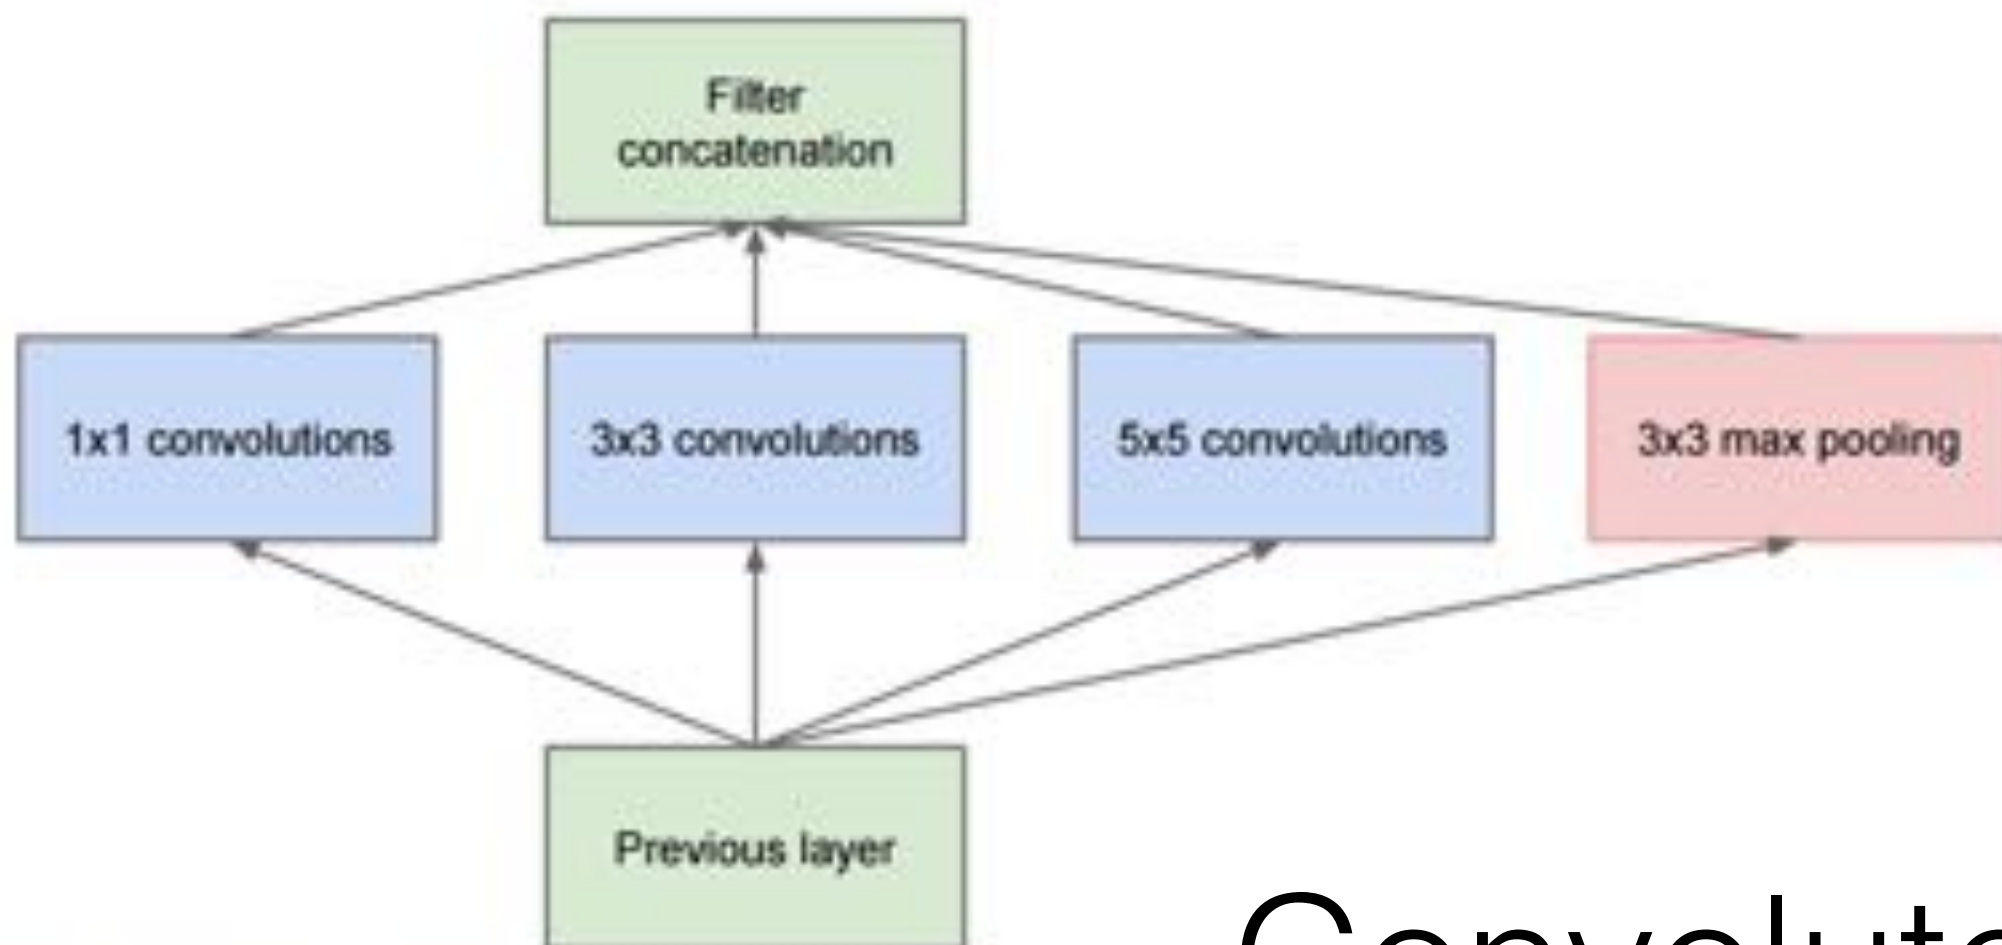 Filter
concatenation
1x1 convolutions
3x3 convolutions
5x5 convolutions
3x3 max pooling
Previous layer